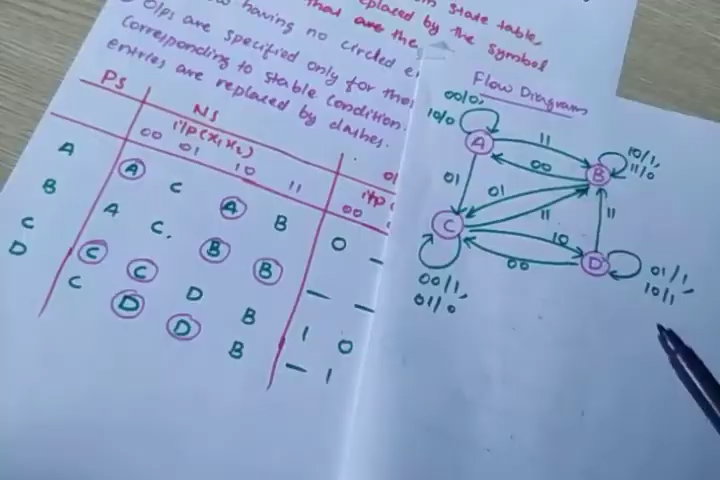 state table,
replaced by the symbol
having no circled
that are the
O/ps are specified only for thos
corresponding to stable condition.
entries are replaced by dashes.
PS
NS
i/p (x1x2)
00 01 10 11
i/p(
00
01
A Ⓐ C Ⓐ B 0 —
B A C. Ⓑ Ⓑ — —
C Ⓒ Ⓒ D B 1 0
D C Ⓓ Ⓓ B — 1
Flow Diagram
00/0,
10/0
A
11
00
10/1,
11/0
B
01
01
11
11
C
10
00
D
00/1,
01/0
01/1,
10/1